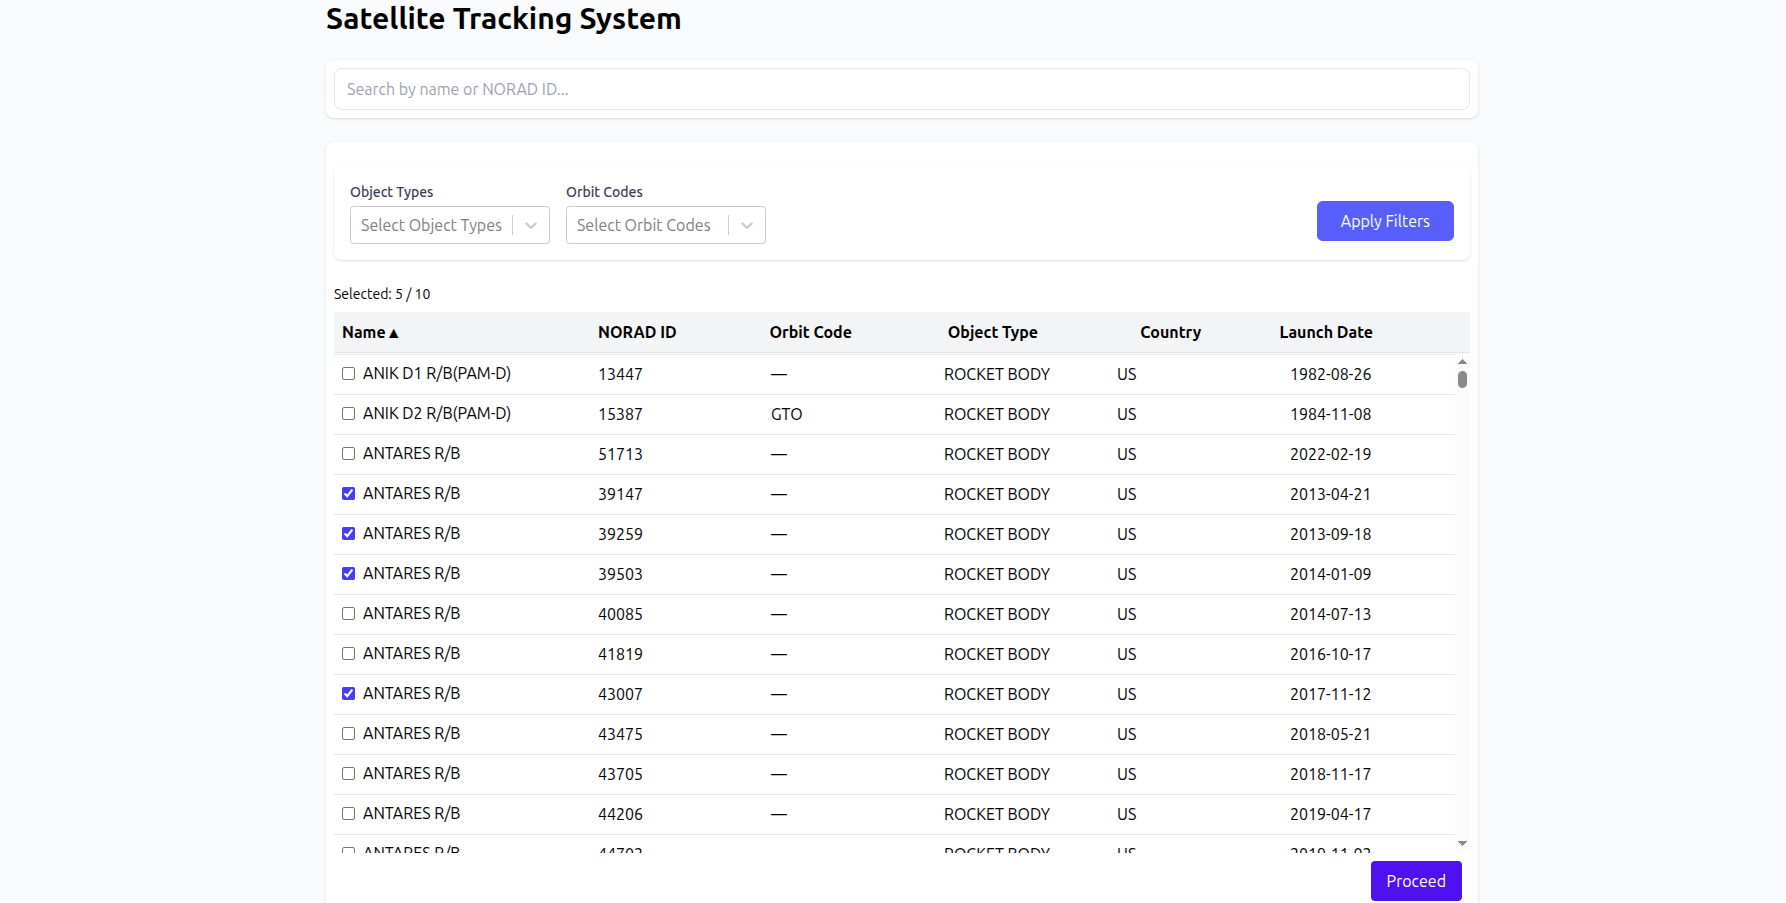 Satellite Tracking System
Search by name or NORAD ID...
Object Types Orbit Codes
Select Object Types Select Orbit Codes Apply Filters
Selected: 5 / 10
Name▲ NORAD ID Orbit Code Object Type Country Launch Date
ANIK D1 R/B(PAM-D) 13447 — ROCKET BODY US 1982-08-26
ANIK D2 R/B(PAM-D) 15387 GTO ROCKET BODY US 1984-11-08
ANTARES R/B 51713 — ROCKET BODY US 2022-02-19
ANTARES R/B 39147 — ROCKET BODY US 2013-04-21
ANTARES R/B 39259 — ROCKET BODY US 2013-09-18
ANTARES R/B 39503 — ROCKET BODY US 2014-01-09
ANTARES R/B 40085 — ROCKET BODY US 2014-07-13
ANTARES R/B 41819 — ROCKET BODY US 2016-10-17
ANTARES R/B 43007 — ROCKET BODY US 2017-11-12
ANTARES R/B 43475 — ROCKET BODY US 2018-05-21
ANTARES R/B 43705 — ROCKET BODY US 2018-11-17
ANTARES R/B 44206 — ROCKET BODY US 2019-04-17
ANTARES R/B ROCKET BODY US
Proceed